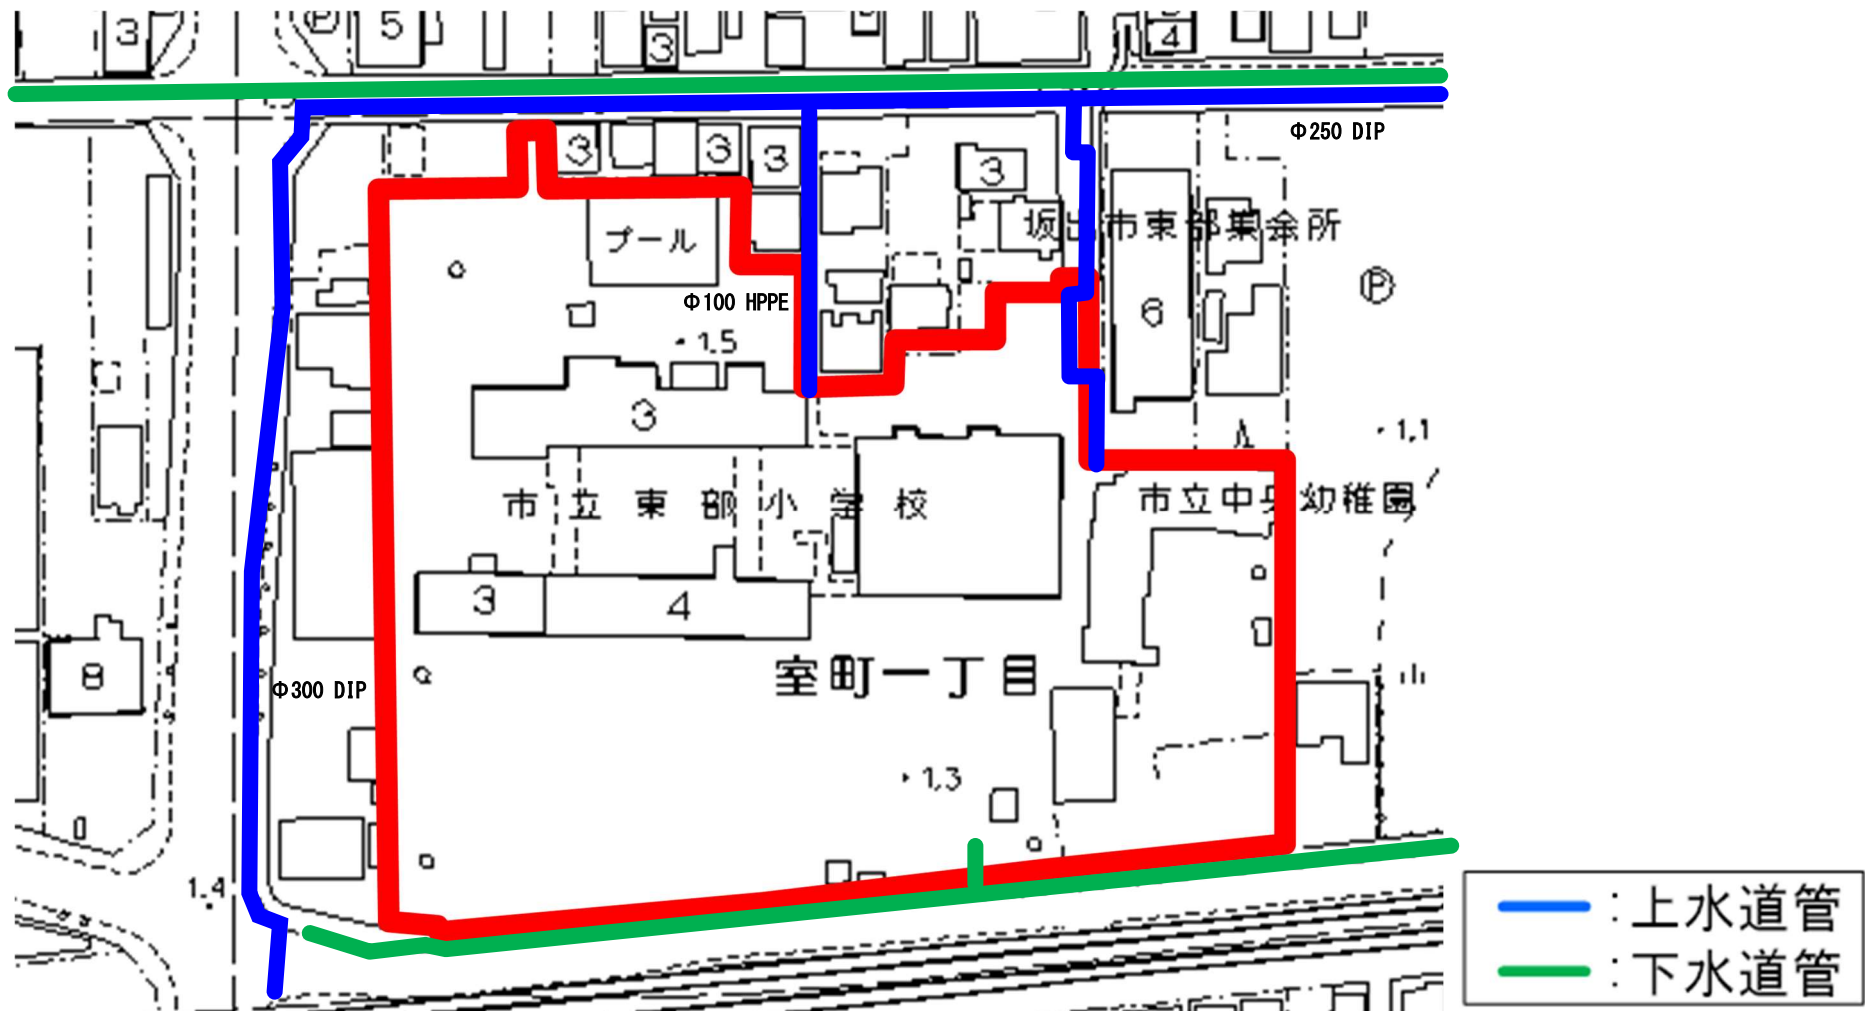 3
P
5
3
4
Φ250 DIP
3
3
3
3
坂出市東部集会所
プール
P
Φ100 HPPE
6
1.5
3
1.1
市立東部小学校
市立中央幼稚園
3
4
室町一丁目
8
Φ300 DIP
1.3
1.4
:上水道管
:下水道管